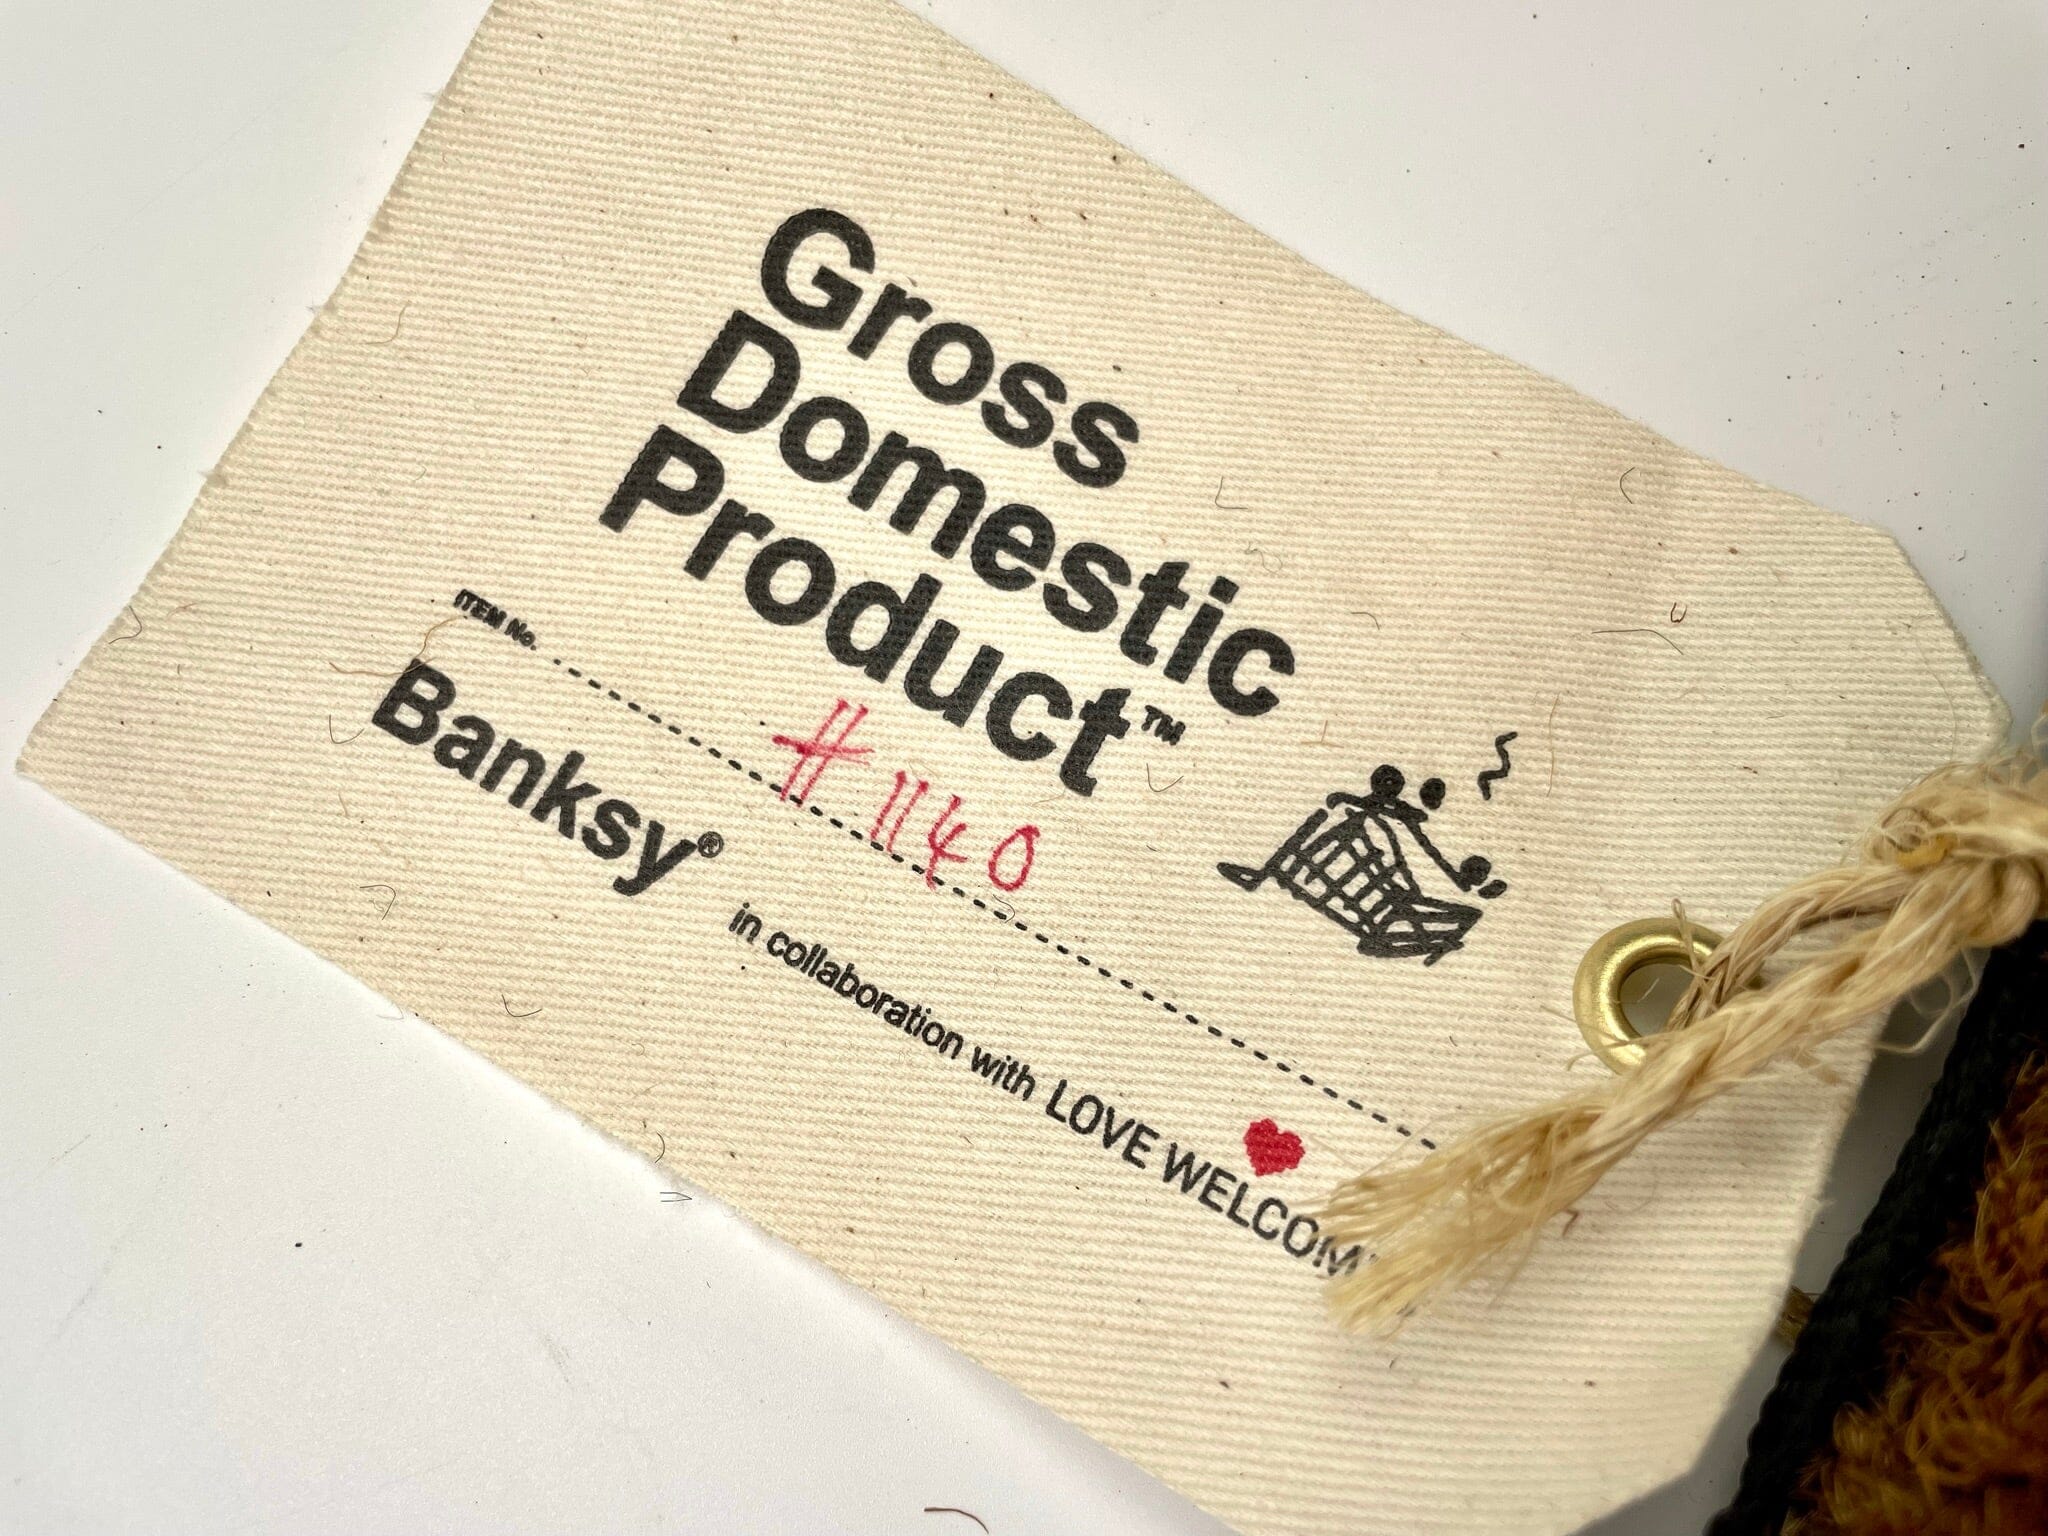 Gross
Domestic
Product™
ITEM No. # 1140
Banksy®
in collaboration with LOVE WELCOM